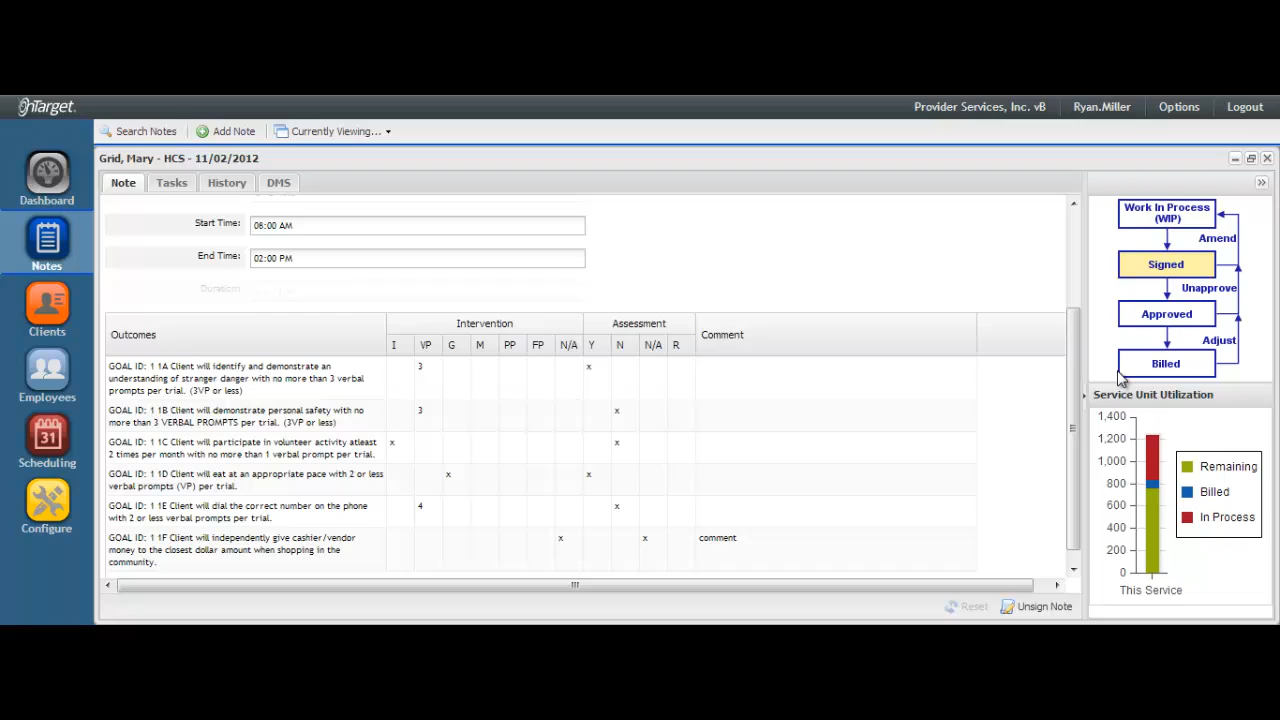 OnTarget.
Provider Services, Inc. vB
Ryan.Miller
Options
Logout
Search Notes
Add Note
Currently Viewing...
Grid, Mary - HCS - 11/02/2012
Dashboard
Notes
Clients
Employees
31
Scheduling
Configure
Note
Tasks
History
DMS
Start Time:
08:00 AM
End Time:
02:00 PM
Duration:
Outcomes
Intervention
Assessment
Comment
I VP G M PP FP N/A Y N N/A R
GOAL ID: 1 1A Client will identify and demonstrate an 3 x
understanding of stranger danger with no more than 3 verbal
prompts per trial. (3VP or less)
GOAL ID: 1 1B Client will demonstrate personal safety with no 3 x
more than 3 VERBAL PROMPTS per trial. (3VP or less)
GOAL ID: 1 1C Client will participate in volunteer activity atleast x x
2 times per month with no more than 1 verbal prompt per trial.
GOAL ID: 1 1D Client will eat at an appropriate pace with 2 or less x x
verbal prompts (VP) per trial.
GOAL ID: 1 1E Client will dial the correct number on the phone 4 x
with 2 or less verbal prompts per trial.
GOAL ID: 1 1F Client will independently give cashier/vendor x x comment
money to the closest dollar amount when shopping in the
community.
Reset
Unsign Note
Work In Process
(WIP)
Amend
Signed
Unapprove
Approved
Adjust
Billed
Service Unit Utilization
1,400
1,200
1,000
800
600
400
200
0
This Service
Remaining
Billed
In Process